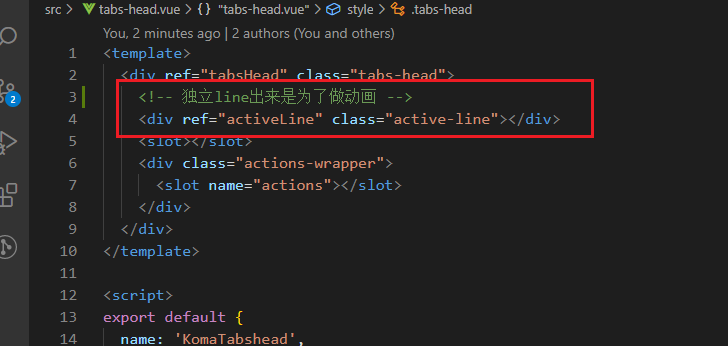 src > tabs-head.vue > {} "tabs-head.vue" > style > .tabs-head
You, 2 minutes ago | 2 authors (You and others)
1 <template>
2 <div ref="tabsHead" class="tabs-head">
3 <!-- 独立line出来是为了做动画 -->
4 <div ref="activeLine" class="active-line"></div>
5 <slot></slot>
6 <div class="actions-wrapper">
7 <slot name="actions"></slot>
8 </div>
9 </div>
10 </template>
11
12 <script>
13 export default {
14 name: 'KomaTabshead',
2